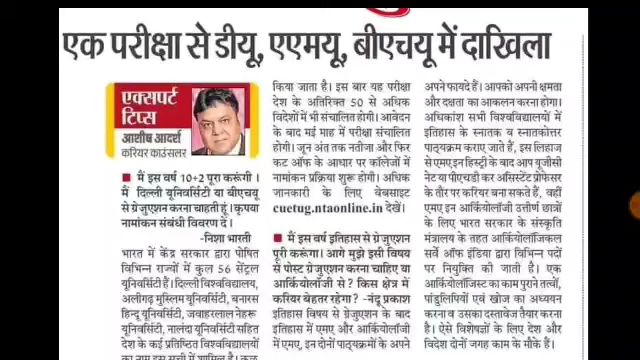 एक परीक्षा से डीयू, एएमयू, बीएचयू में दाखिला
एक्सपर्ट
टिप्स
आशीष आदर्श
करियर काउंसलर
■ मैं इस वर्ष 10+2 पूरा करूंगी ।
मैं दिल्ली यूनिवर्सिटी या बीएचयू
से ग्रेजुएशन करना चाहती हूं। कृपया
नामांकन संबंधी विवरण दें ।
-निशा भारती
भारत में केंद्र सरकार द्वारा पोषित
विभिन्न राज्यों में कुल 56 सेंट्रल
यूनिवर्सिटी हैं। दिल्ली विश्वविद्यालय,
अलीगढ़ मुस्लिम यूनिवर्सिटी, बनारस
हिन्दू यूनिवर्सिटी, जवाहरलाल नेहरू
यूनिवर्सिटी, नालंदा यूनिवर्सिटी सहित
देश के कई प्रतिष्ठित विश्वविद्यालयों
का नाम इस सूची में शामिल है। कुल
किया जाता है। इस बार यह परीक्षा
देश के अतिरिक्त 50 से अधिक
विदेशों में भी संचालित होगी। आवेदन
के बाद मई माह में परीक्षा संचालित
होगी। जून अंत तक नतीजा और फिर
कट ऑफ के आधार पर कॉलेजों में
नामांकन प्रक्रिया शुरू होगी। अधिक
जानकारी के लिए वेबसाइट
cuetug.ntaonline.in देखें।
■ मैं इस वर्ष इतिहास से ग्रेजुएशन
पूरी करूंगा। आगे मुझे इसी विषय
से पोस्ट ग्रेजुएशन करना चाहिए या
आर्कियोलॉजी से? किस क्षेत्र में
करियर बेहतर रहेगा? -नंदू प्रकाश
इतिहास विषय से ग्रेजुएशन के बाद
इतिहास में एमए और आर्कियोलॉजी
में एमए, इन दोनों पाठ्यक्रमों के अपने
अपने फायदे हैं। आपको अपनी क्षमता
और दक्षता का आकलन करना होगा।
अधिकांश सभी विश्वविद्यालयों में
इतिहास के स्नातक व स्नातकोत्तर
पाठ्यक्रम कराए जाते हैं, इस लिहाज
से एमए इन हिस्ट्री के बाद आप यूजीसी
नेट या पीएचडी कर असिस्टेंट प्रोफेसर
के तौर पर करियर बना सकते हैं, वहीं
एमए इन आर्कियोलॉजी उत्तीर्ण छात्रों
के लिए भारत सरकार के संस्कृति
मंत्रालय के तहत आर्कियोलॉजिकल
सर्वे ऑफ इंडिया द्वारा विभिन्न पदों
पर नियुक्ति की जाती है। एक
आर्कियोलॉजिस्ट का काम पुराने तत्वों,
पांडुलिपियों एवं खोज का अध्ययन
करना व उसका दस्तावेज तैयार करना
है। ऐसे विशेषज्ञों के लिए देश और
विदेश दोनों जगह काम के मौके हैं।